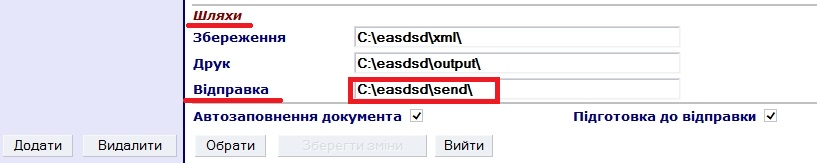 Шляхи
Збереження C:\easdsd\xml\
Друк C:\easdsd\output\
Відправка C:\easdsd\send\
Автозаповнення документа Підготовка до відправки
Додати Видалити Обрати Зберегти зміни Вийти